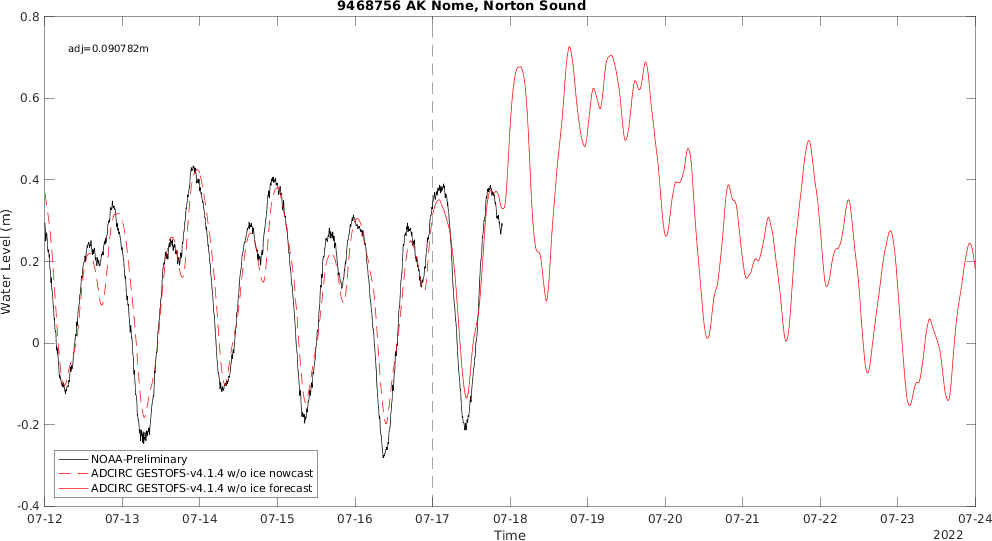 9468756 AK Nome, Norton Sound
0.8
adj=0.090782m
0.6
0.4
Water Level (m)
0.2
0
-0.2
NOAA-Preliminary
ADCIRC GESTOFS-v4.1.4 w/o ice nowcast
ADCIRC GESTOFS-v4.1.4 w/o ice forecast
-0.4
07-12 07-13 07-14 07-15 07-16 07-17 07-18 07-19 07-20 07-21 07-22 07-23 07-24
Time
2022